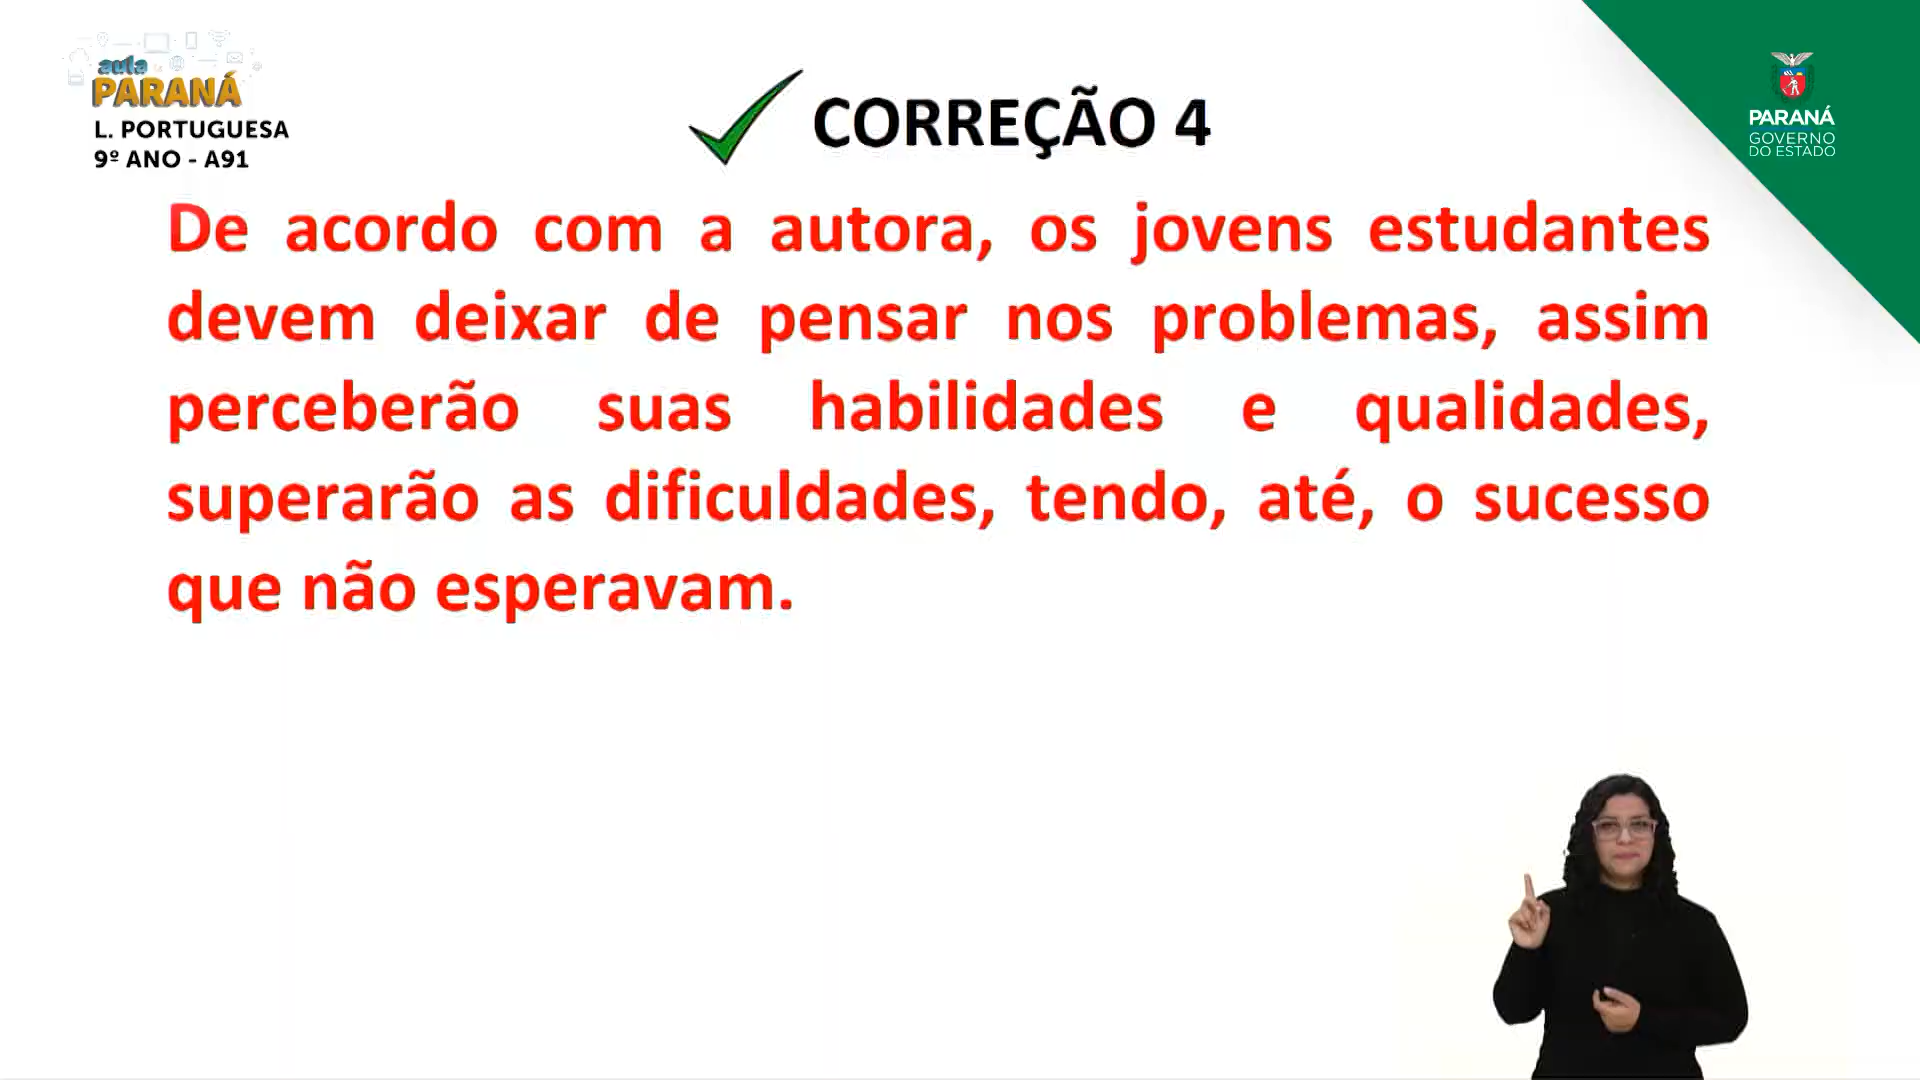 aula
PARANÁ
L. PORTUGUESA
9º ANO - A91
CORREÇÃO 4
PARANÁ
GOVERNO
DO ESTADO
De acordo com a autora, os jovens estudantes
devem deixar de pensar nos problemas, assim
perceberão suas habilidades e qualidades,
superarão as dificuldades, tendo, até, o sucesso
que não esperavam.